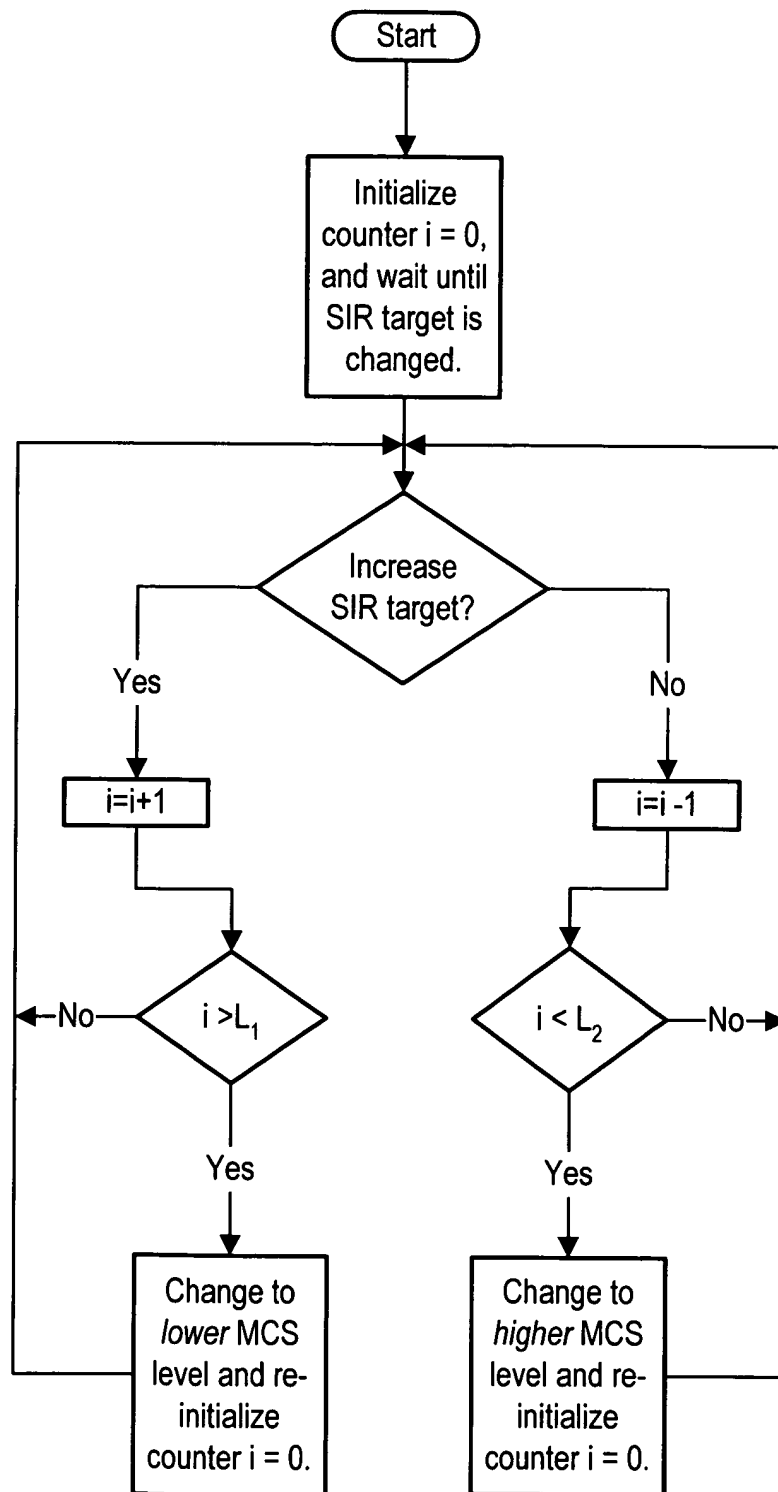 Start
Initialize
counter i = 0,
and wait until
SIR target is
changed.
Increase
SIR target?
Yes
No
i=i+1
i=i -1
No
i >L₁
i < L₂
No
Yes
Yes
Change to
lower MCS
level and re-
initialize
counter i = 0.
Change to
higher MCS
level and re-
initialize
counter i = 0.